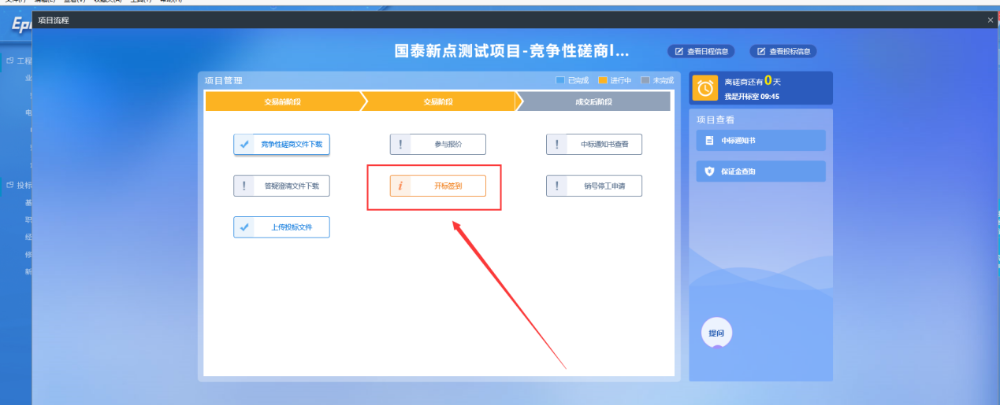 项目流程
国泰新点测试项目-竞争性磋商I...
查看日程信息
查看投标信息
项目管理
已完成
进行中
未完成
交易前阶段
交易阶段
成交后阶段
竞争性磋商文件下载
参与报价
中标通知书查看
答疑澄清文件下载
开标签到
销号停工申请
上传投标文件
离磋商还有0天
我是开标室 09:45
项目查看
中标通知书
保证金查询
提问
Ep
工程
业
电
投标
基
职
经
修
新